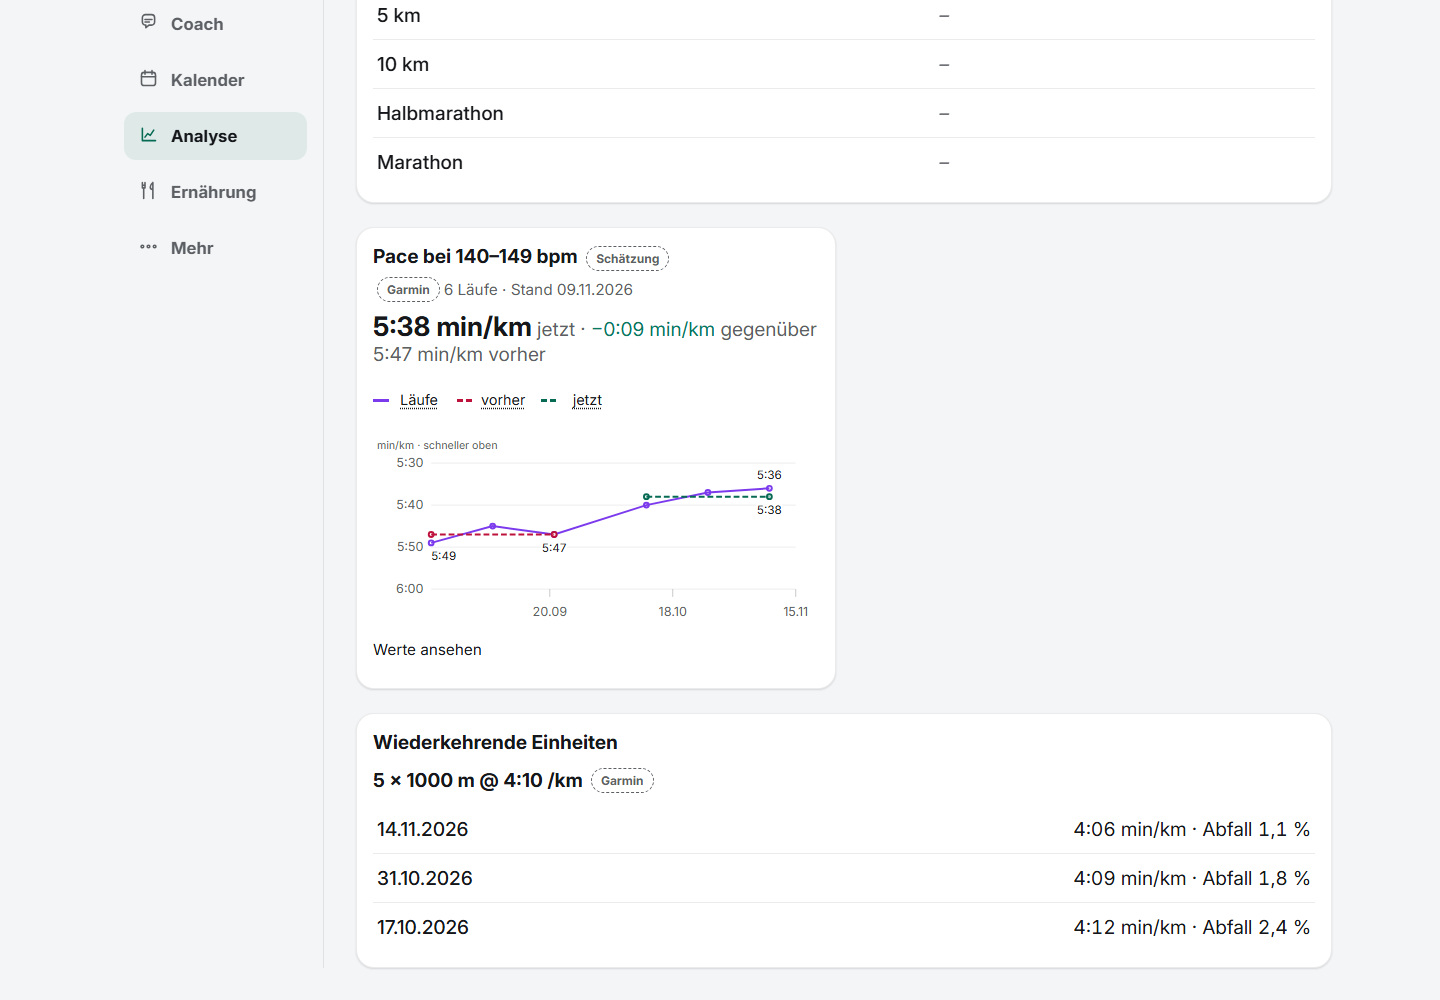 Coach
Kalender
Analyse
Ernährung
Mehr
5 km –
10 km –
Halbmarathon –
Marathon –
Pace bei 140–149 bpm Schätzung
Garmin 6 Läufe · Stand 09.11.2026
5:38 min/km jetzt · −0:09 min/km gegenüber
5:47 min/km vorher
Läufe vorher jetzt
min/km · schneller oben
5:30
5:40
5:50
6:00
5:49
5:47
5:36
5:38
20.09 18.10 15.11
Werte ansehen
Wiederkehrende Einheiten
5 × 1000 m @ 4:10 /km Garmin
14.11.2026 4:06 min/km · Abfall 1,1 %
31.10.2026 4:09 min/km · Abfall 1,8 %
17.10.2026 4:12 min/km · Abfall 2,4 %